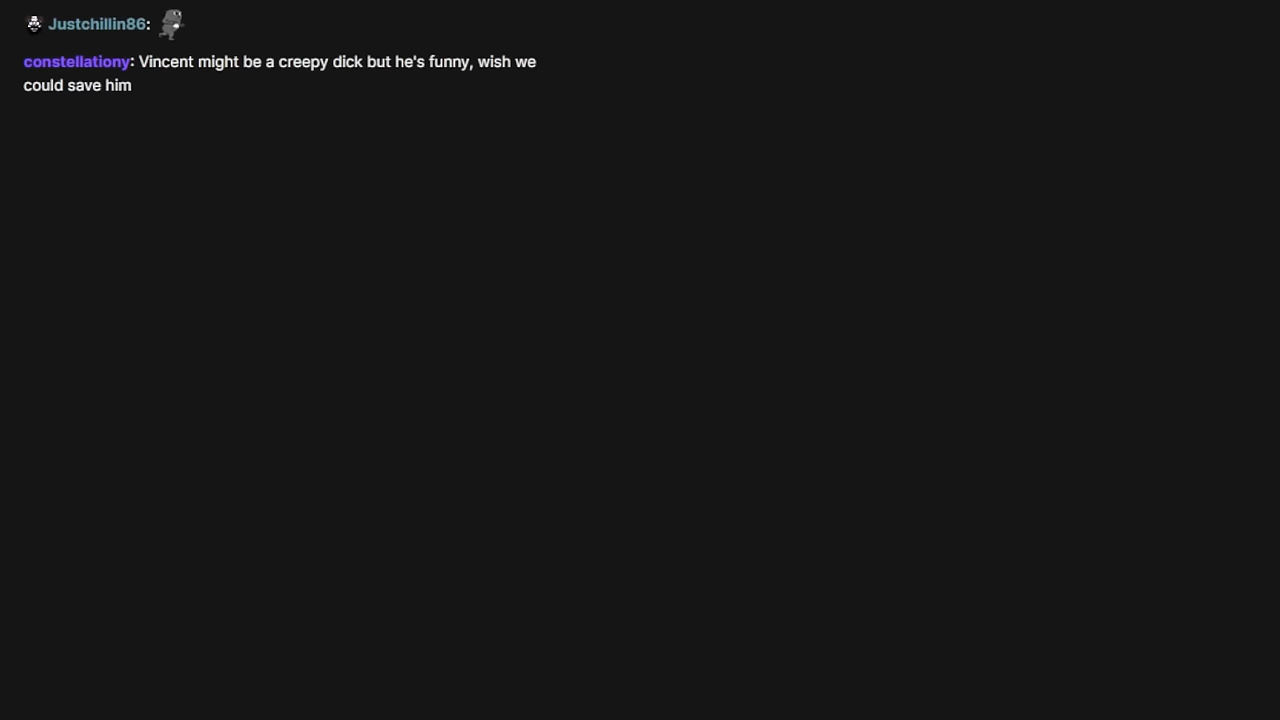 Justchillin86:
constellationy: Vincent might be a creepy dick but he's funny, wish we
could save him